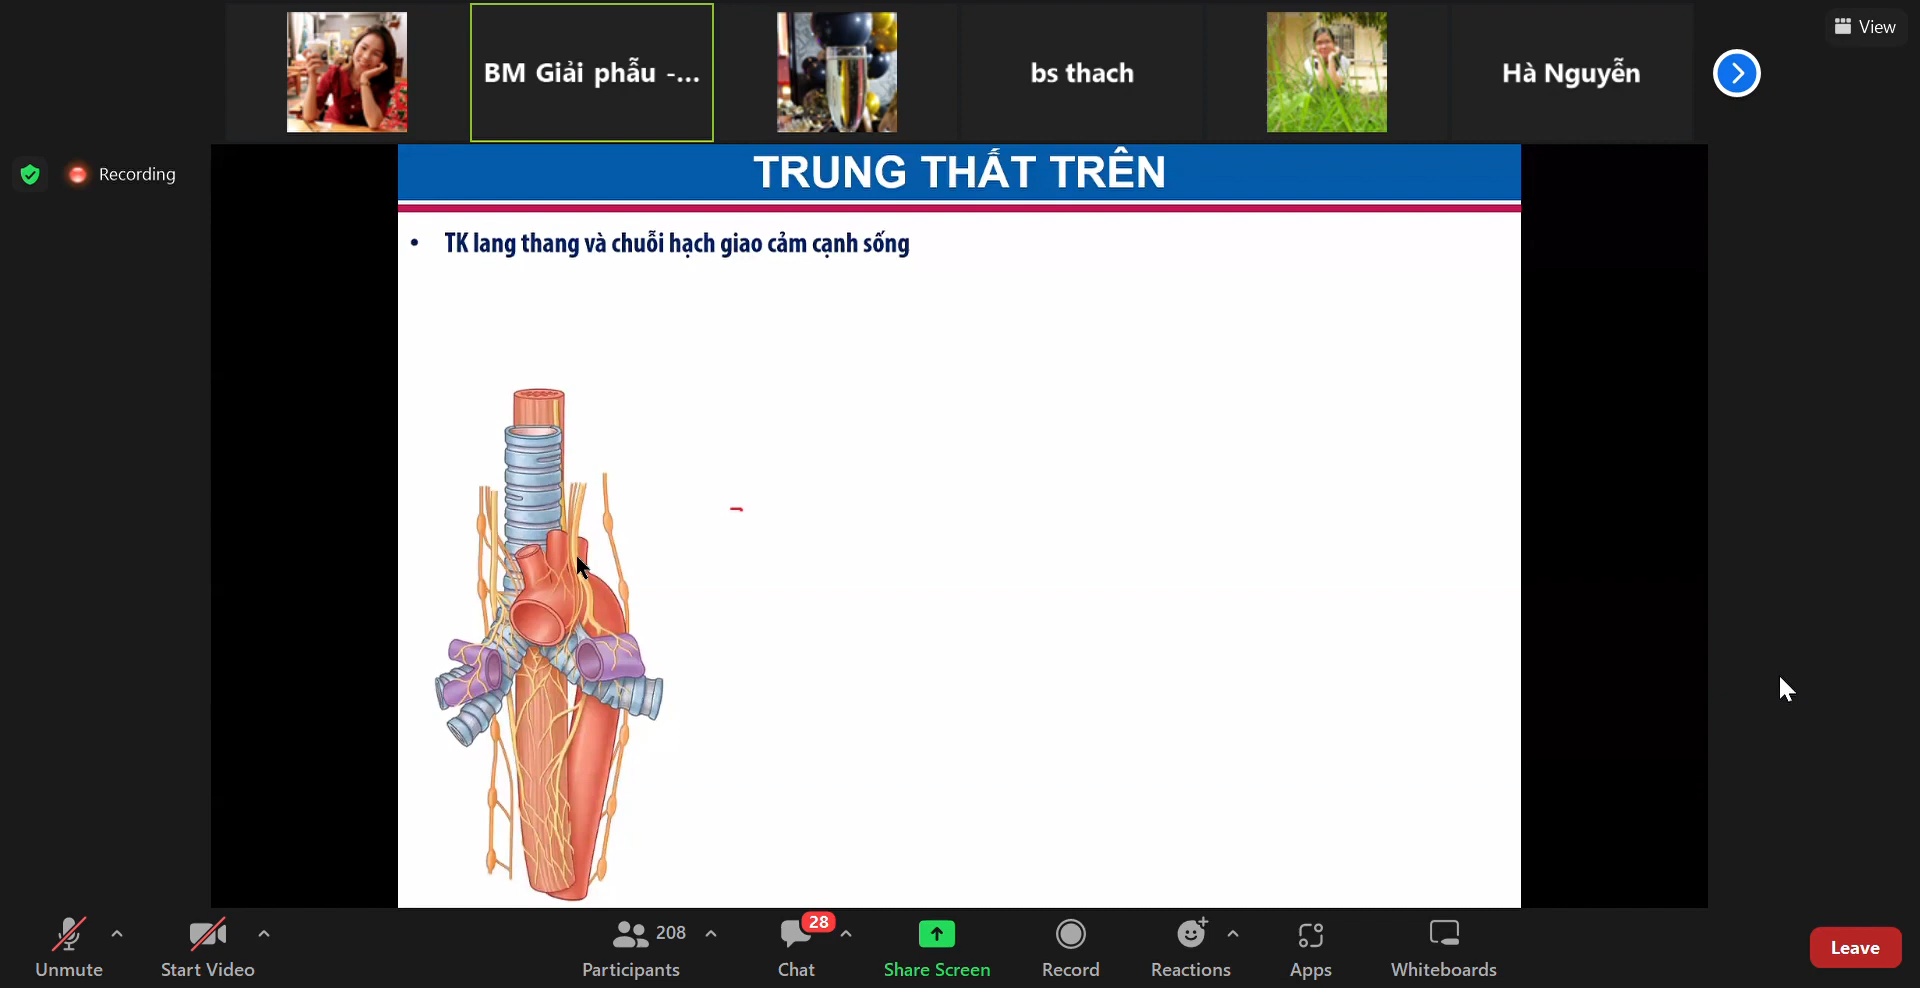 View
BM Giải phẫu -...
bs thach
Hà Nguyễn
Recording
TRUNG THẤT TRÊN
• TK lang thang và chuỗi hạch giao cảm cạnh sống
Unmute
Start Video
208
Participants
28
Chat
Share Screen
Record
Reactions
Apps
Whiteboards
Leave